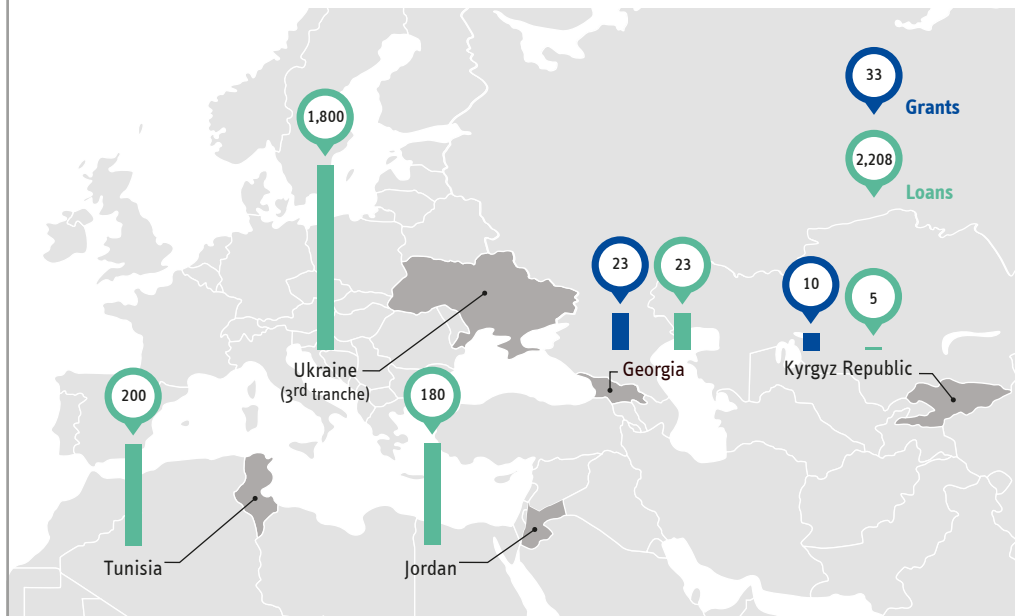 33
Grants
2,208
Loans
1,800
Ukraine
(3rd tranche)
23
23
Georgia
10
5
Kyrgyz Republic
200
Tunisia
180
Jordan